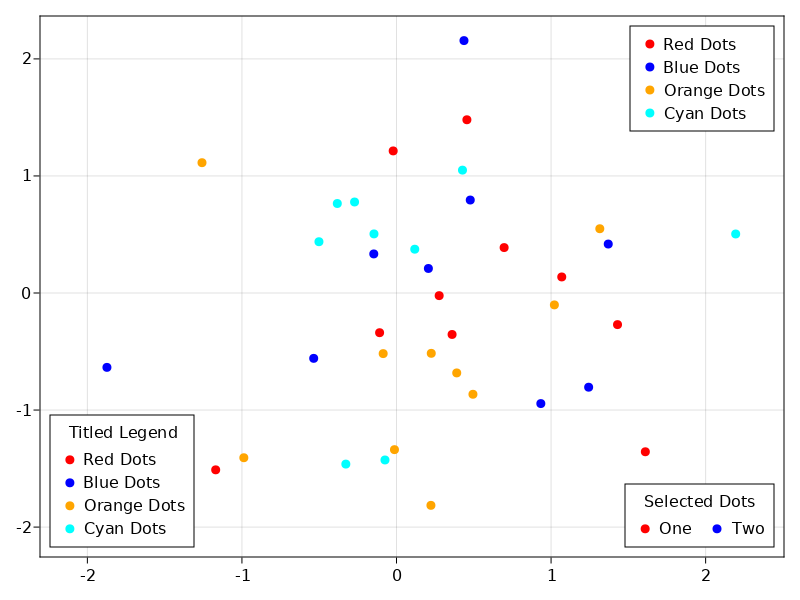 2
1
0
-1
-2
Red Dots
Blue Dots
Orange Dots
Cyan Dots
Titled Legend
Red Dots
Blue Dots
Orange Dots
Cyan Dots
Selected Dots
One Two
-2 -1 0 1 2